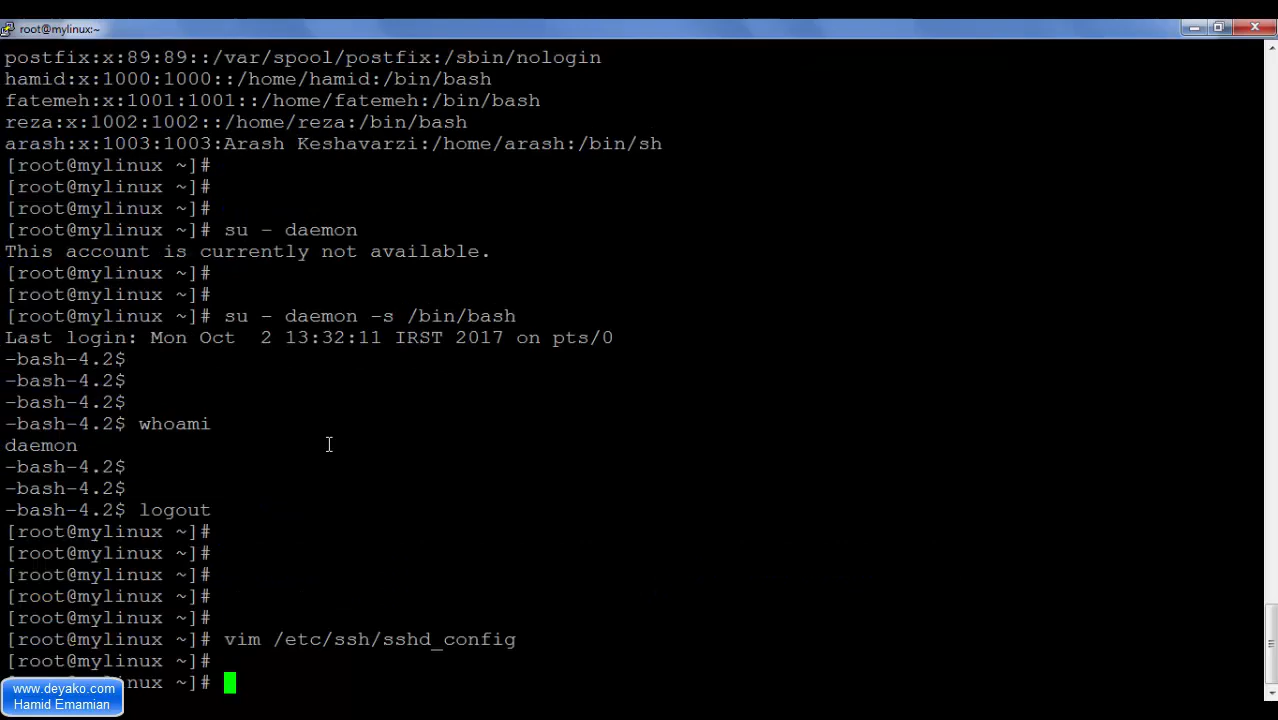 root@mylinux:~
postfix:x:89:89::/var/spool/postfix:/sbin/nologin
hamid:x:1000:1000::/home/hamid:/bin/bash
fatemeh:x:1001:1001::/home/fatemeh:/bin/bash
reza:x:1002:1002::/home/reza:/bin/bash
arash:x:1003:1003:Arash Keshavarzi:/home/arash:/bin/sh
[root@mylinux ~]#
[root@mylinux ~]#
[root@mylinux ~]#
[root@mylinux ~]# su - daemon
This account is currently not available.
[root@mylinux ~]#
[root@mylinux ~]#
[root@mylinux ~]# su - daemon -s /bin/bash
Last login: Mon Oct  2 13:32:11 IRST 2017 on pts/0
-bash-4.2$
-bash-4.2$
-bash-4.2$
-bash-4.2$ whoami
daemon
-bash-4.2$
-bash-4.2$
-bash-4.2$ logout
[root@mylinux ~]#
[root@mylinux ~]#
[root@mylinux ~]#
[root@mylinux ~]#
[root@mylinux ~]#
[root@mylinux ~]# vim /etc/ssh/sshd_config
[root@mylinux ~]#
nlinux ~]#
www.deyako.com
Hamid Emamian